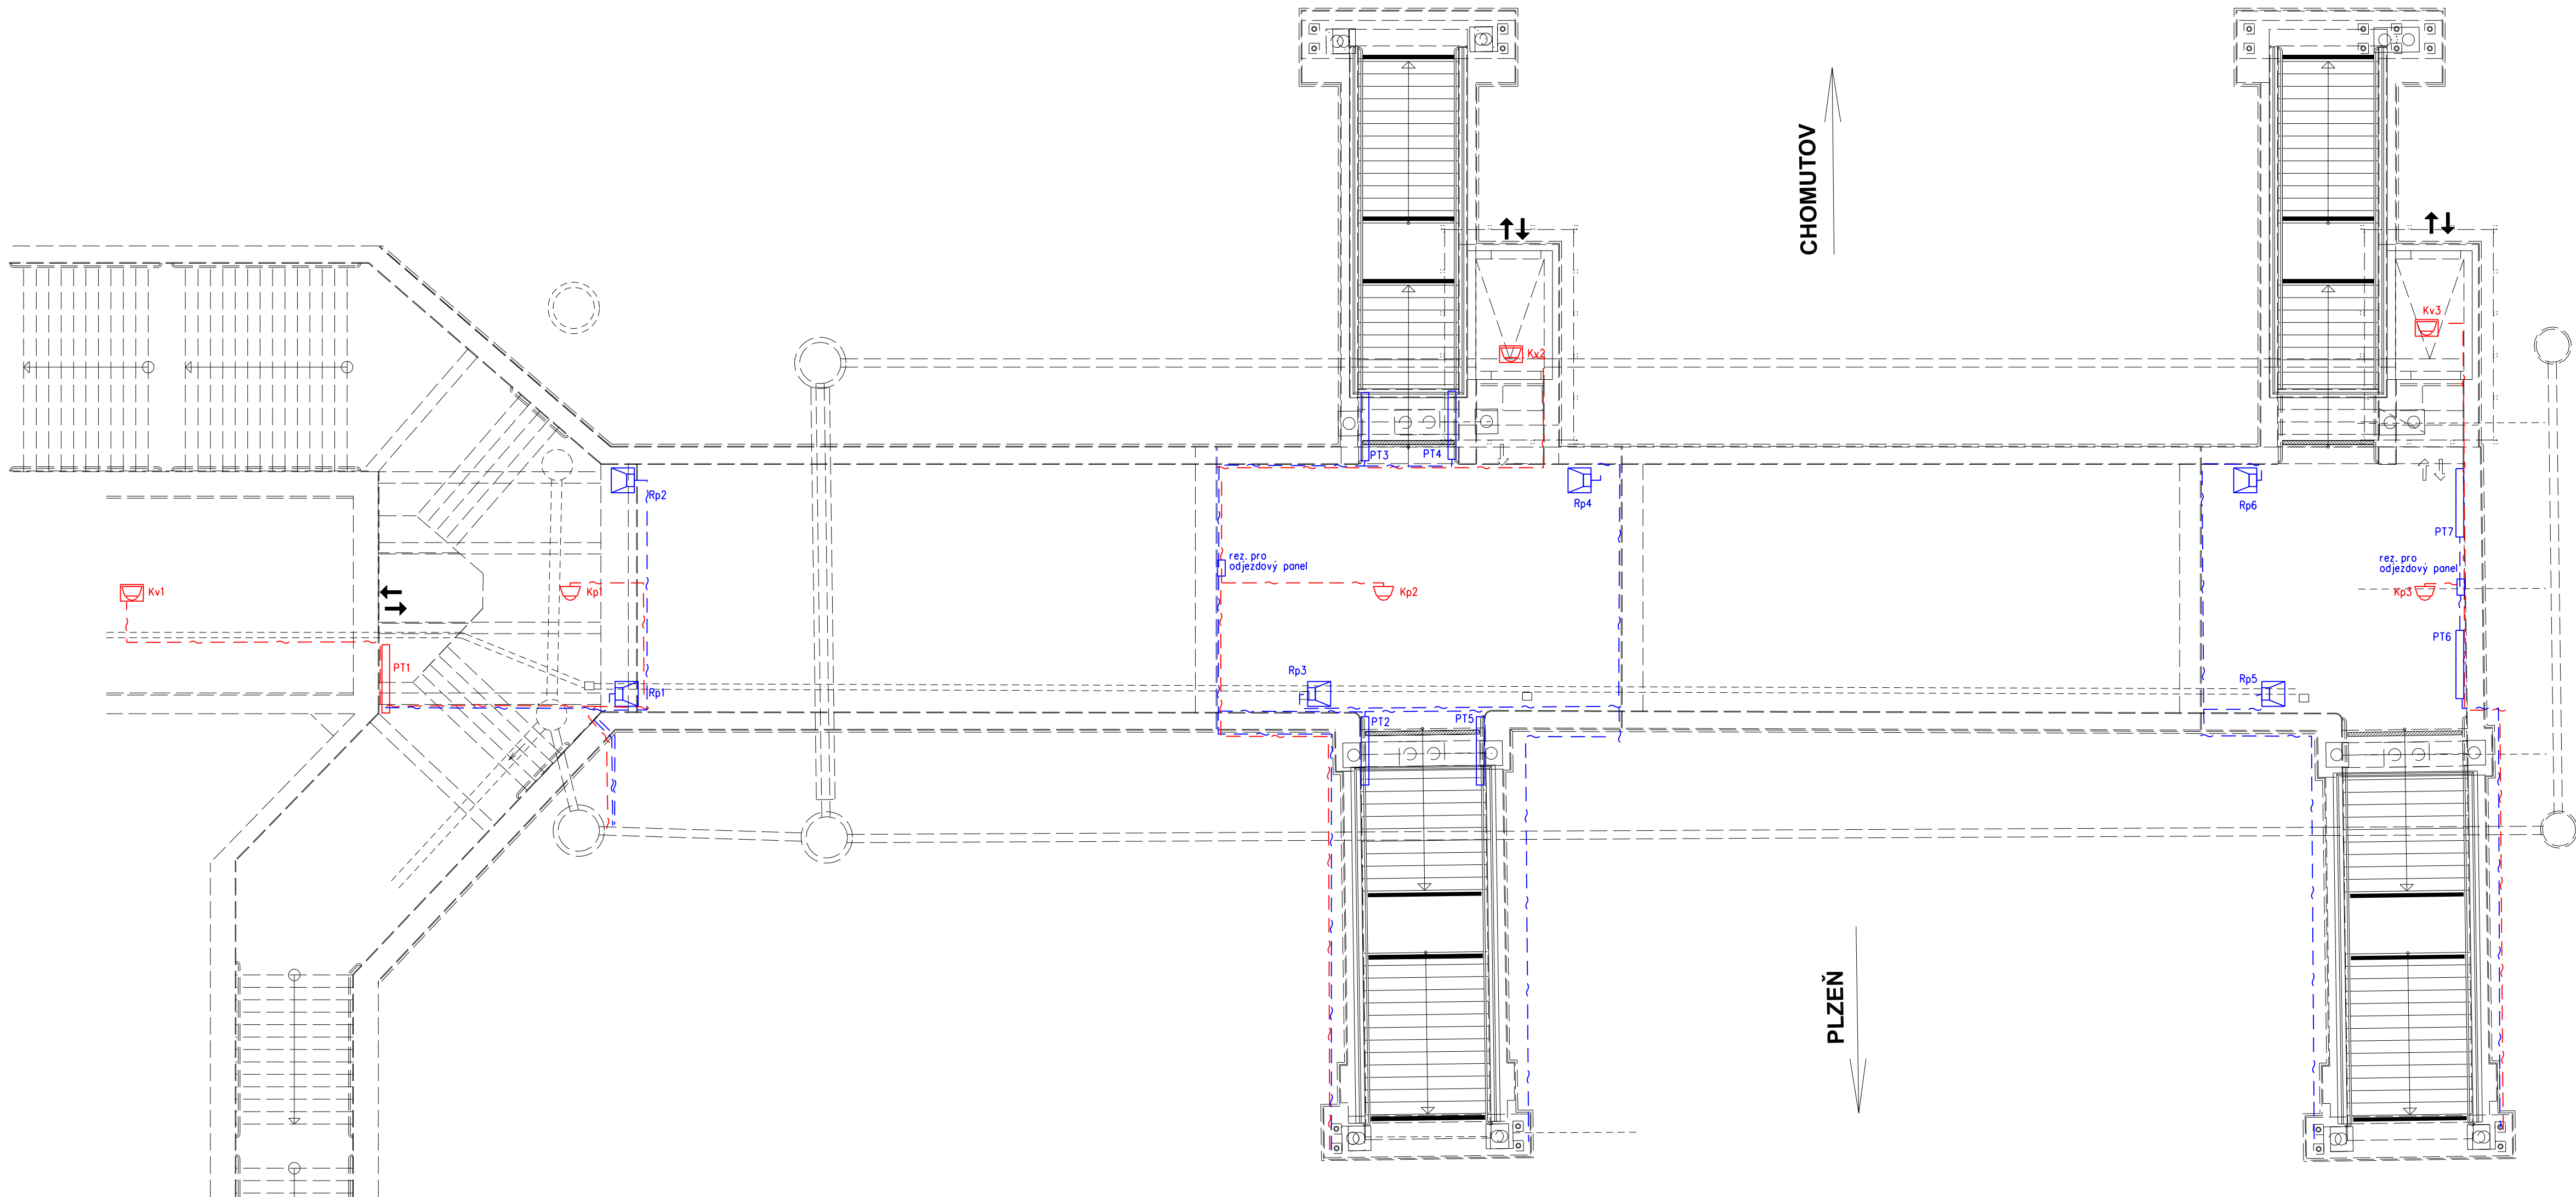 CHOMUTOV
Kv3
Kv2
PT3
PT4
Rp2
Rp4
Rp6
PT7
rez. pro
odjezdový panel
rez. pro
odjezdový panel
Kv1
Kp1
Kp2
Kp3
PT6
PT1
Rp3
Rp5
Rp1
PT2
PT5
PLZEŇ